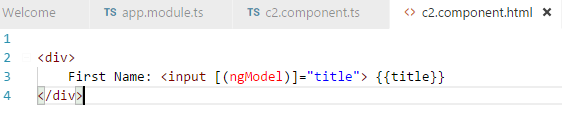 Welcome TS app.module.ts TS c2.component.ts <> c2.component.html ×
1
2 <div>
3 First Name: <input [(ngModel)]="title"> {{title}}
4 </div>